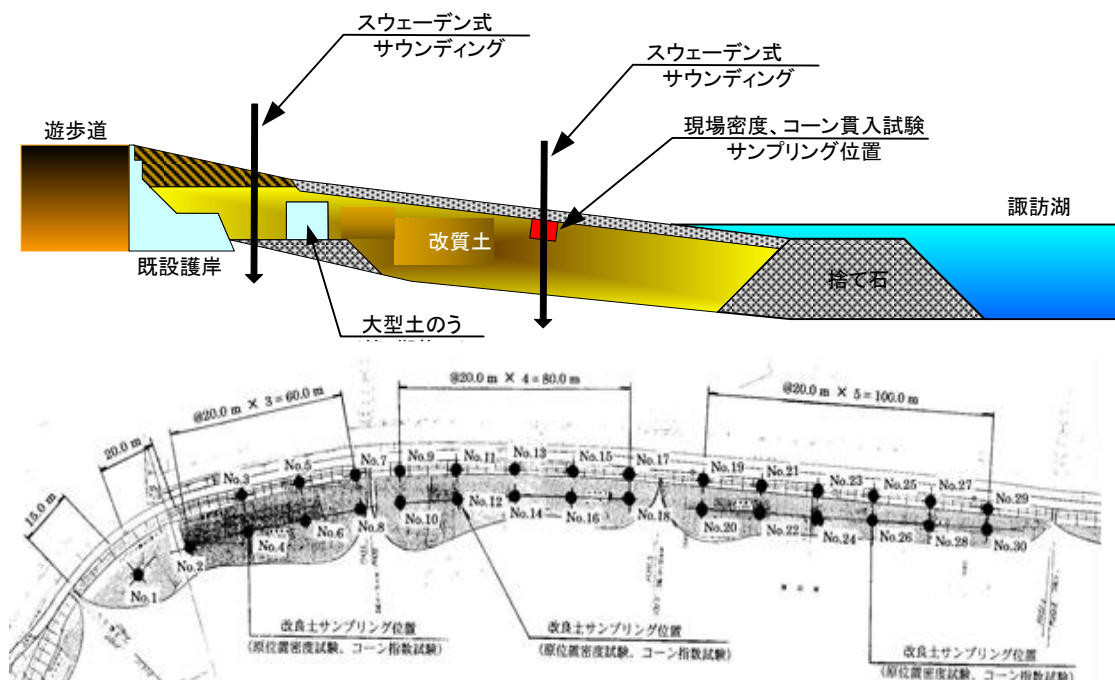 スウェーデン式
サウンディング
スウェーデン式
サウンディング
遊歩道
現場密度、コーン貫入試験
サンプリング位置
諏訪湖
改質土
既設護岸
捨て石
大型土のう
@20.0 m × 3=60.0 m
@20.0 m × 4=80.0 m
@20.0 m × 5=100.0 m
20.0 m
15.0 m
No.1
No.2
No.3
No.4
No.5
No.6
No.7
No.8
No.9
No.10
No.11
No.12
No.13
No.14
No.15
No.16
No.17
No.18
No.19
No.20
No.21
No.22
No.23
No.24
No.25
No.26
No.27
No.28
No.29
No.30
改良土サンプリング位置
(原位置密度試験、コーン指数試験)
改良土サンプリング位置
(原位置密度試験、コーン指数試験)
改良土サンプリング位置
(原位置密度試験、コーン指数試験)